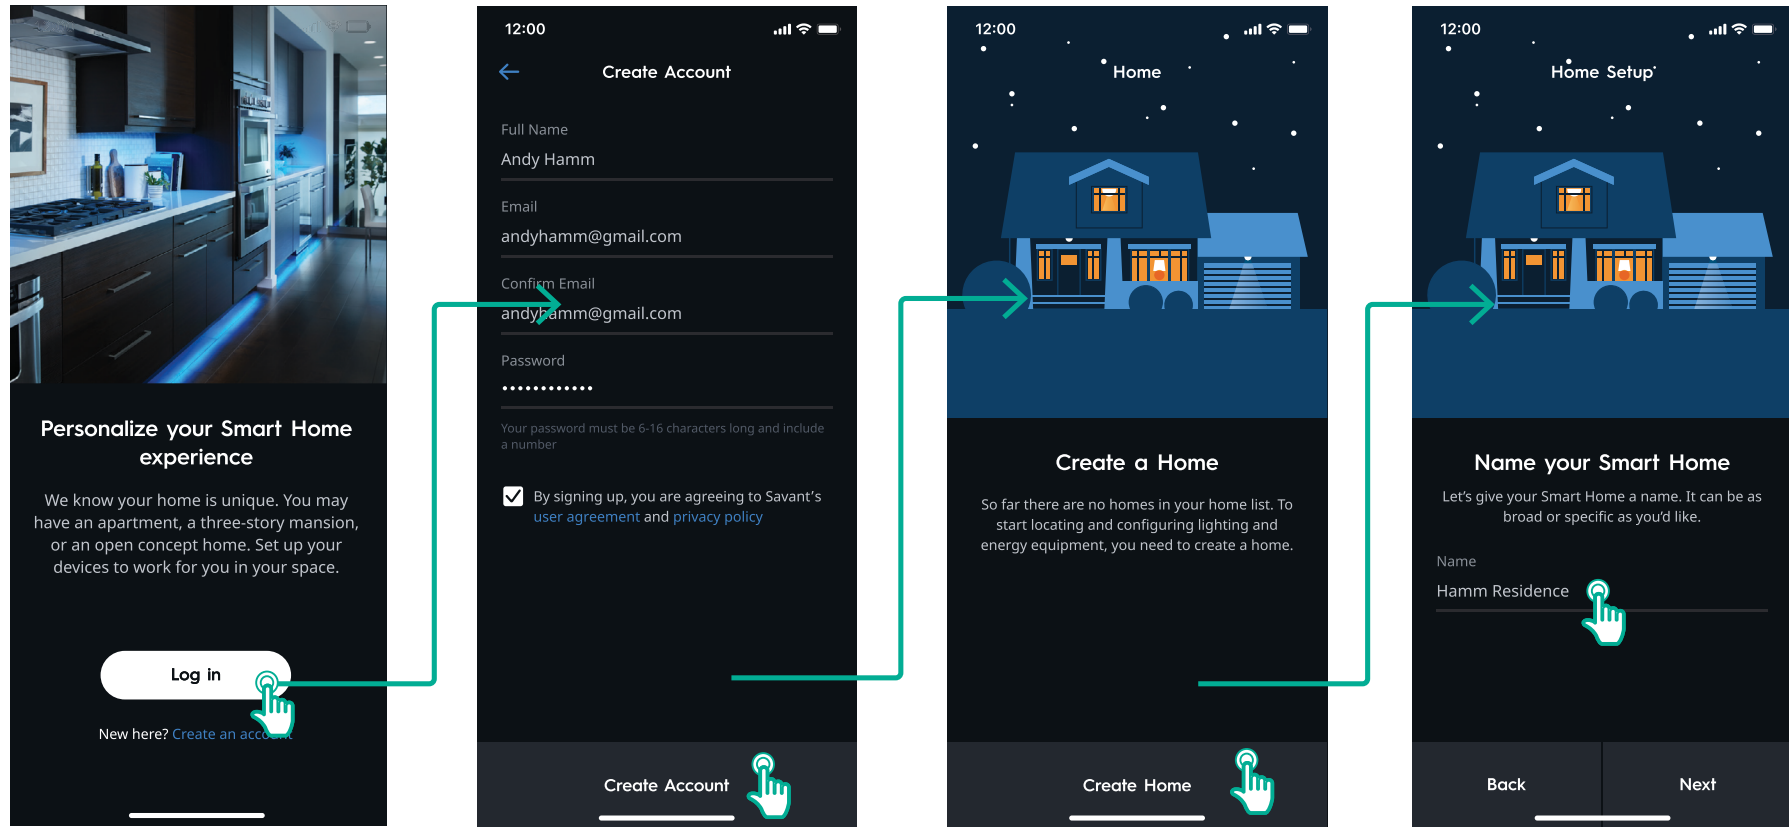 Personalize your Smart Home
experience
We know your home is unique. You may
have an apartment, a three-story mansion,
or an open concept home. Set up your
devices to work for you in your space.
Log in
New here? Create an account
12:00
Create Account
Full Name
Andy Hamm
Email
andyhamm@gmail.com
Confirm Email
andyhamm@gmail.com
Password
••••••••••••
Your password must be 6-16 characters long and include
a number
By signing up, you are agreeing to Savant's
user agreement and privacy policy
Create Account
12:00
Home
Create a Home
So far there are no homes in your home list. To
start locating and configuring lighting and
energy equipment, you need to create a home.
Create Home
12:00
Home Setup
Name your Smart Home
Let's give your Smart Home a name. It can be as
broad or specific as you'd like.
Name
Hamm Residence
Back
Next